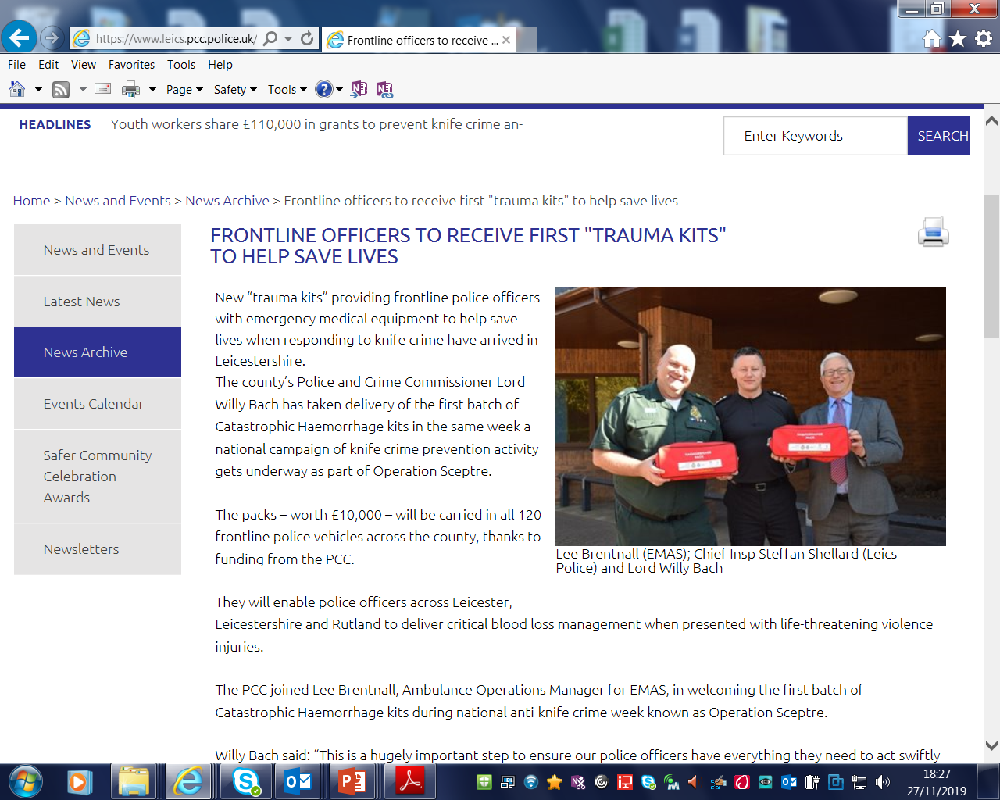 https://www.leics.pcc.police.uk/
Frontline officers to receive ...
File Edit View Favorites Tools Help
Page Safety Tools
HEADLINES Youth workers share £110,000 in grants to prevent knife crime an-
Enter Keywords SEARCH
Home > News and Events > News Archive > Frontline officers to receive first "trauma kits" to help save lives
News and Events
Latest News
News Archive
Events Calendar
Safer Community
Celebration
Awards
Newsletters
FRONTLINE OFFICERS TO RECEIVE FIRST "TRAUMA KITS"
TO HELP SAVE LIVES
New “trauma kits” providing frontline police officers
with emergency medical equipment to help save
lives when responding to knife crime have arrived in
Leicestershire.
The county’s Police and Crime Commissioner Lord
Willy Bach has taken delivery of the first batch of
Catastrophic Haemorrhage kits in the same week a
national campaign of knife crime prevention activity
gets underway as part of Operation Sceptre.
The packs – worth £10,000 – will be carried in all 120
frontline police vehicles across the county, thanks to
funding from the PCC.
Lee Brentnall (EMAS); Chief Insp Steffan Shellard (Leics
Police) and Lord Willy Bach
They will enable police officers across Leicester,
Leicestershire and Rutland to deliver critical blood loss management when presented with life-threatening violence
injuries.
The PCC joined Lee Brentnall, Ambulance Operations Manager for EMAS, in welcoming the first batch of
Catastrophic Haemorrhage kits during national anti-knife crime week known as Operation Sceptre.
Willy Bach said: “This is a hugely important step to ensure our police officers have everything they need to act swiftly
18:27
27/11/2019